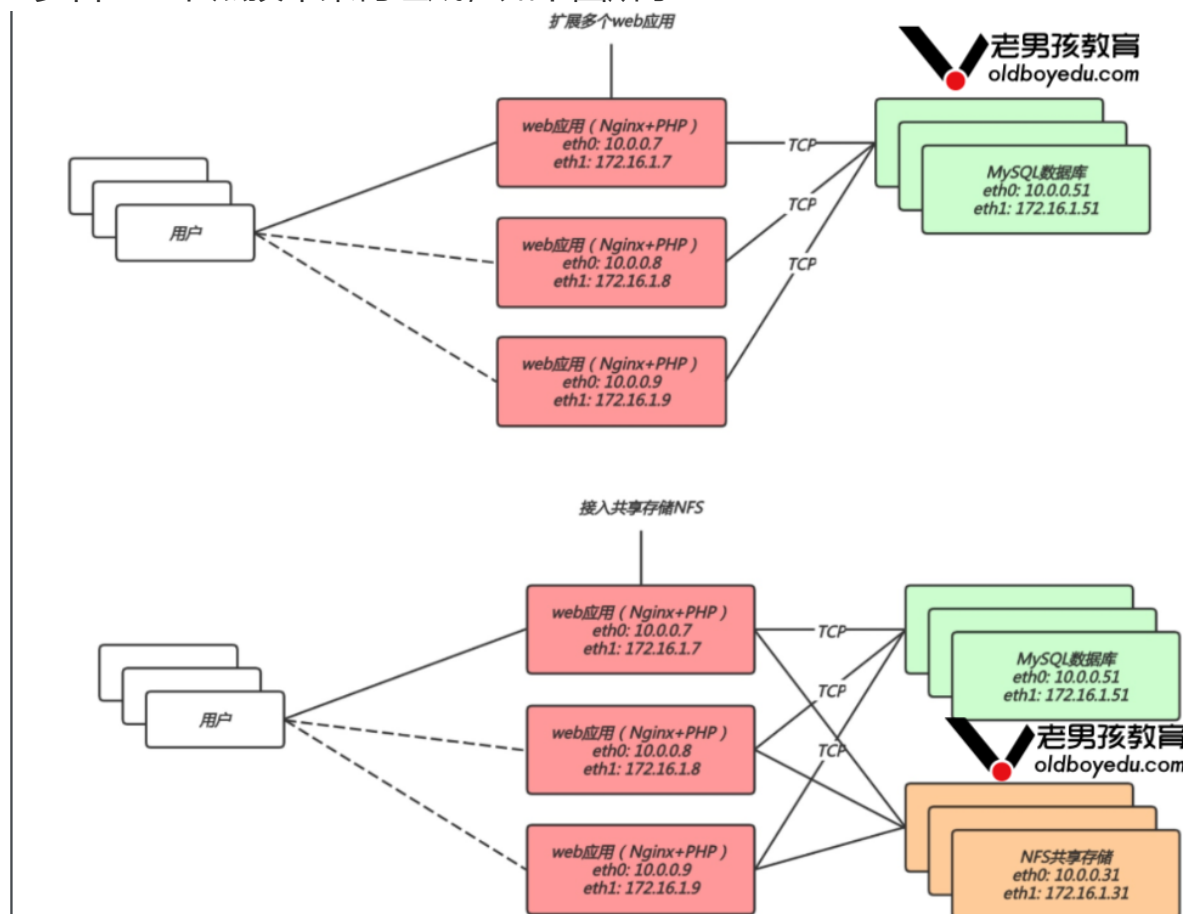 扩展多个web应用
老男孩教育
oldboyedu.com
web应用（Nginx+PHP）
eth0: 10.0.0.7
eth1: 172.16.1.7
TCP
MySQL数据库
eth0: 10.0.0.51
eth1: 172.16.1.51
用户
web应用（Nginx+PHP）
eth0: 10.0.0.8
eth1: 172.16.1.8
TCP
TCP
web应用（Nginx+PHP）
eth0: 10.0.0.9
eth1: 172.16.1.9
接入共享存储NFS
web应用（Nginx+PHP）
eth0: 10.0.0.7
eth1: 172.16.1.7
TCP
MySQL数据库
eth0: 10.0.0.51
eth1: 172.16.1.51
用户
web应用（Nginx+PHP）
eth0: 10.0.0.8
eth1: 172.16.1.8
TCP
TCP
老男孩教育
oldboyedu.com
web应用（Nginx+PHP）
eth0: 10.0.0.9
eth1: 172.16.1.9
NFS共享存储
eth0: 10.0.0.31
eth1: 172.16.1.31